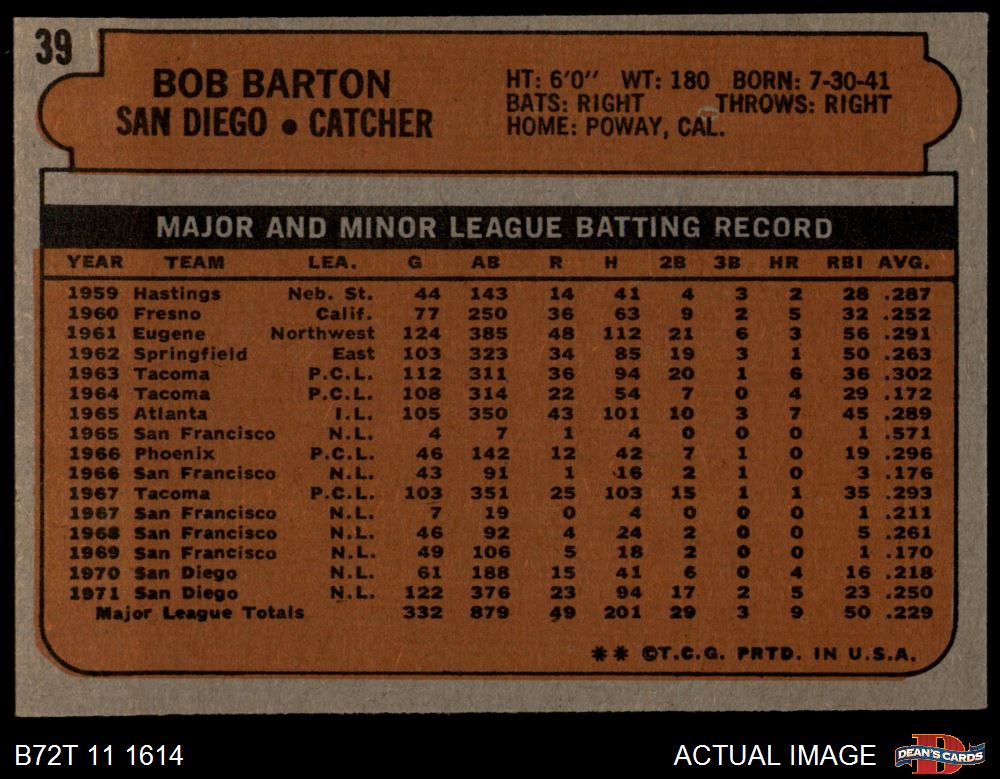 39
BOB BARTON
SAN DIEGO • CATCHER
HT: 6'0" WT: 180 BORN: 7-30-41
BATS: RIGHT THROWS: RIGHT
HOME: POWAY, CAL.
MAJOR AND MINOR LEAGUE BATTING RECORD
YEAR TEAM LEA. G AB R H 2B 3B HR RBI AVG.
1959 Hastings Neb. St. 44 143 14 41 4 3 2 28 .287
1960 Fresno Calif. 77 250 36 63 9 2 5 32 .252
1961 Eugene Northwest 124 385 48 112 21 6 3 56 .291
1962 Springfield East 103 323 34 85 19 3 1 50 .263
1963 Tacoma P.C.L. 112 311 36 94 20 1 6 36 .302
1964 Tacoma P.C.L. 108 314 22 54 7 0 4 29 .172
1965 Atlanta I.L. 105 350 43 101 10 3 7 45 .289
1965 San Francisco N.L. 4 7 1 4 0 0 0 1 .571
1966 Phoenix P.C.L. 46 142 12 42 7 1 0 19 .296
1966 San Francisco N.L. 43 91 1 16 2 1 0 3 .176
1967 Tacoma P.C.L. 103 351 25 103 15 1 1 35 .293
1967 San Francisco N.L. 7 19 0 4 0 0 0 1 .211
1968 San Francisco N.L. 46 92 4 24 2 0 0 5 .261
1969 San Francisco N.L. 49 106 5 18 2 0 0 1 .170
1970 San Diego N.L. 61 188 15 41 6 0 4 16 .218
1971 San Diego N.L. 122 376 23 94 17 2 5 23 .250
Major League Totals 332 879 49 201 29 3 9 50 .229
** ©T.C.G. PRTD. IN U.S.A.
B72T 11 1614
ACTUAL IMAGE
D
DEAN'S CARDS